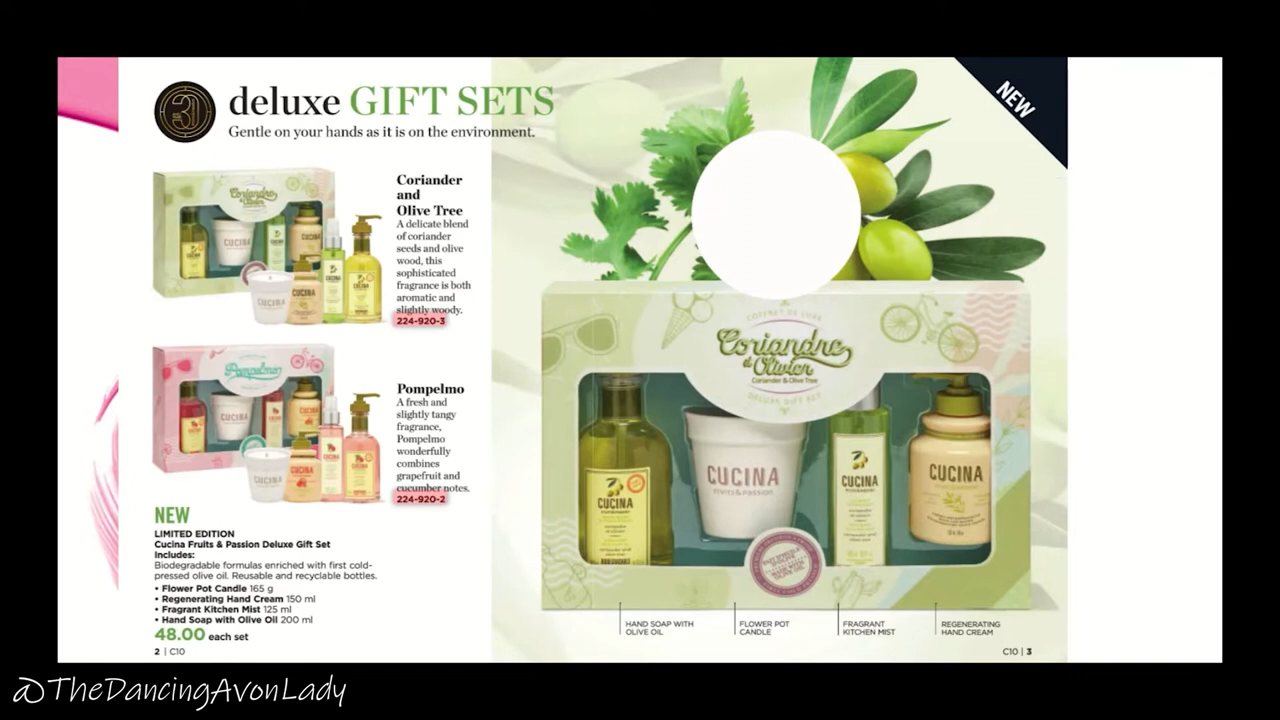 deluxe GIFT SETS
Gentle on your hands as it is on the environment.
Coriander
and
Olive Tree
A delicate blend
of coriander
seeds and olive
wood, this
sophisticated
fragrance is both
aromatic and
slightly woody.
224-920-3
Pompelmo
A fresh and
slightly tangy
fragrance,
Pompelmo
wonderfully
combines
grapefruit and
cucumber notes.
224-920-2
NEW
LIMITED EDITION
Cucina Fruits & Passion Deluxe Gift Set
Includes:
Biodegradable formulas enriched with first cold-
pressed olive oil. Reusable and recyclable bottles.
• Flower Pot Candle 165 g
• Regenerating Hand Cream 150 ml
• Fragrant Kitchen Mist 125 ml
• Hand Soap with Olive Oil 200 ml
48.00 each set
2 | C10
NEW
COFFRET DE LUXE
Coriandre
et Olivier
Coriander & Olive Tree
DELUXE GIFT SET
CUCINA
CUCINA
fruits & passion
CUCINA
CUCINA
HAND SOAP WITH
OLIVE OIL
FLOWER POT
CANDLE
FRAGRANT
KITCHEN MIST
REGENERATING
HAND CREAM
C10 | 3
@TheDancingAvonLady